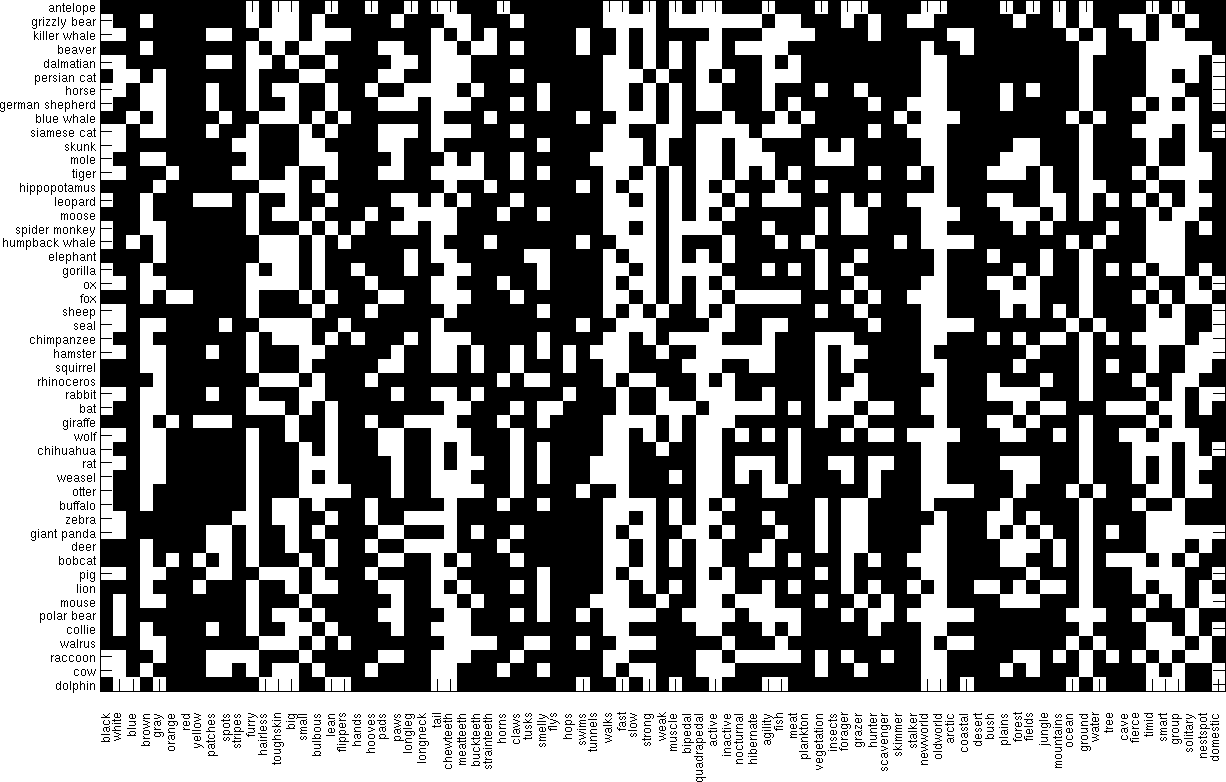 antelope
grizzly bear
killer whale
beaver
dalmatian
persian cat
horse
german shepherd
blue whale
siamese cat
skunk
mole
tiger
hippopotamus
leopard
moose
spider monkey
humpback whale
elephant
gorilla
ox
fox
sheep
seal
chimpanzee
hamster
squirrel
rhinoceros
rabbit
bat
giraffe
wolf
chihuahua
rat
weasel
otter
buffalo
zebra
giant panda
deer
bobcat
pig
lion
mouse
polar bear
collie
walrus
raccoon
cow
dolphin
black
white
blue
brown
gray
orange
red
yellow
patches
spots
stripes
furry
hairless
toughskin
big
small
bulbous
lean
flippers
hands
hooves
pads
paws
longleg
longneck
tail
chewteeth
meatteeth
buckteeth
strainteeth
horns
claws
tusks
smelly
flys
hops
swims
tunnels
walks
fast
slow
strong
weak
muscle
bipedal
quadrapedal
active
inactive
nocturnal
hibernate
agility
fish
meat
plankton
vegetation
insects
forager
grazer
hunter
scavenger
skimmer
stalker
newworld
oldworld
arctic
coastal
desert
bush
plains
forest
fields
jungle
mountains
ocean
ground
water
tree
cave
fierce
timid
smart
group
solitary
nestspot
domestic